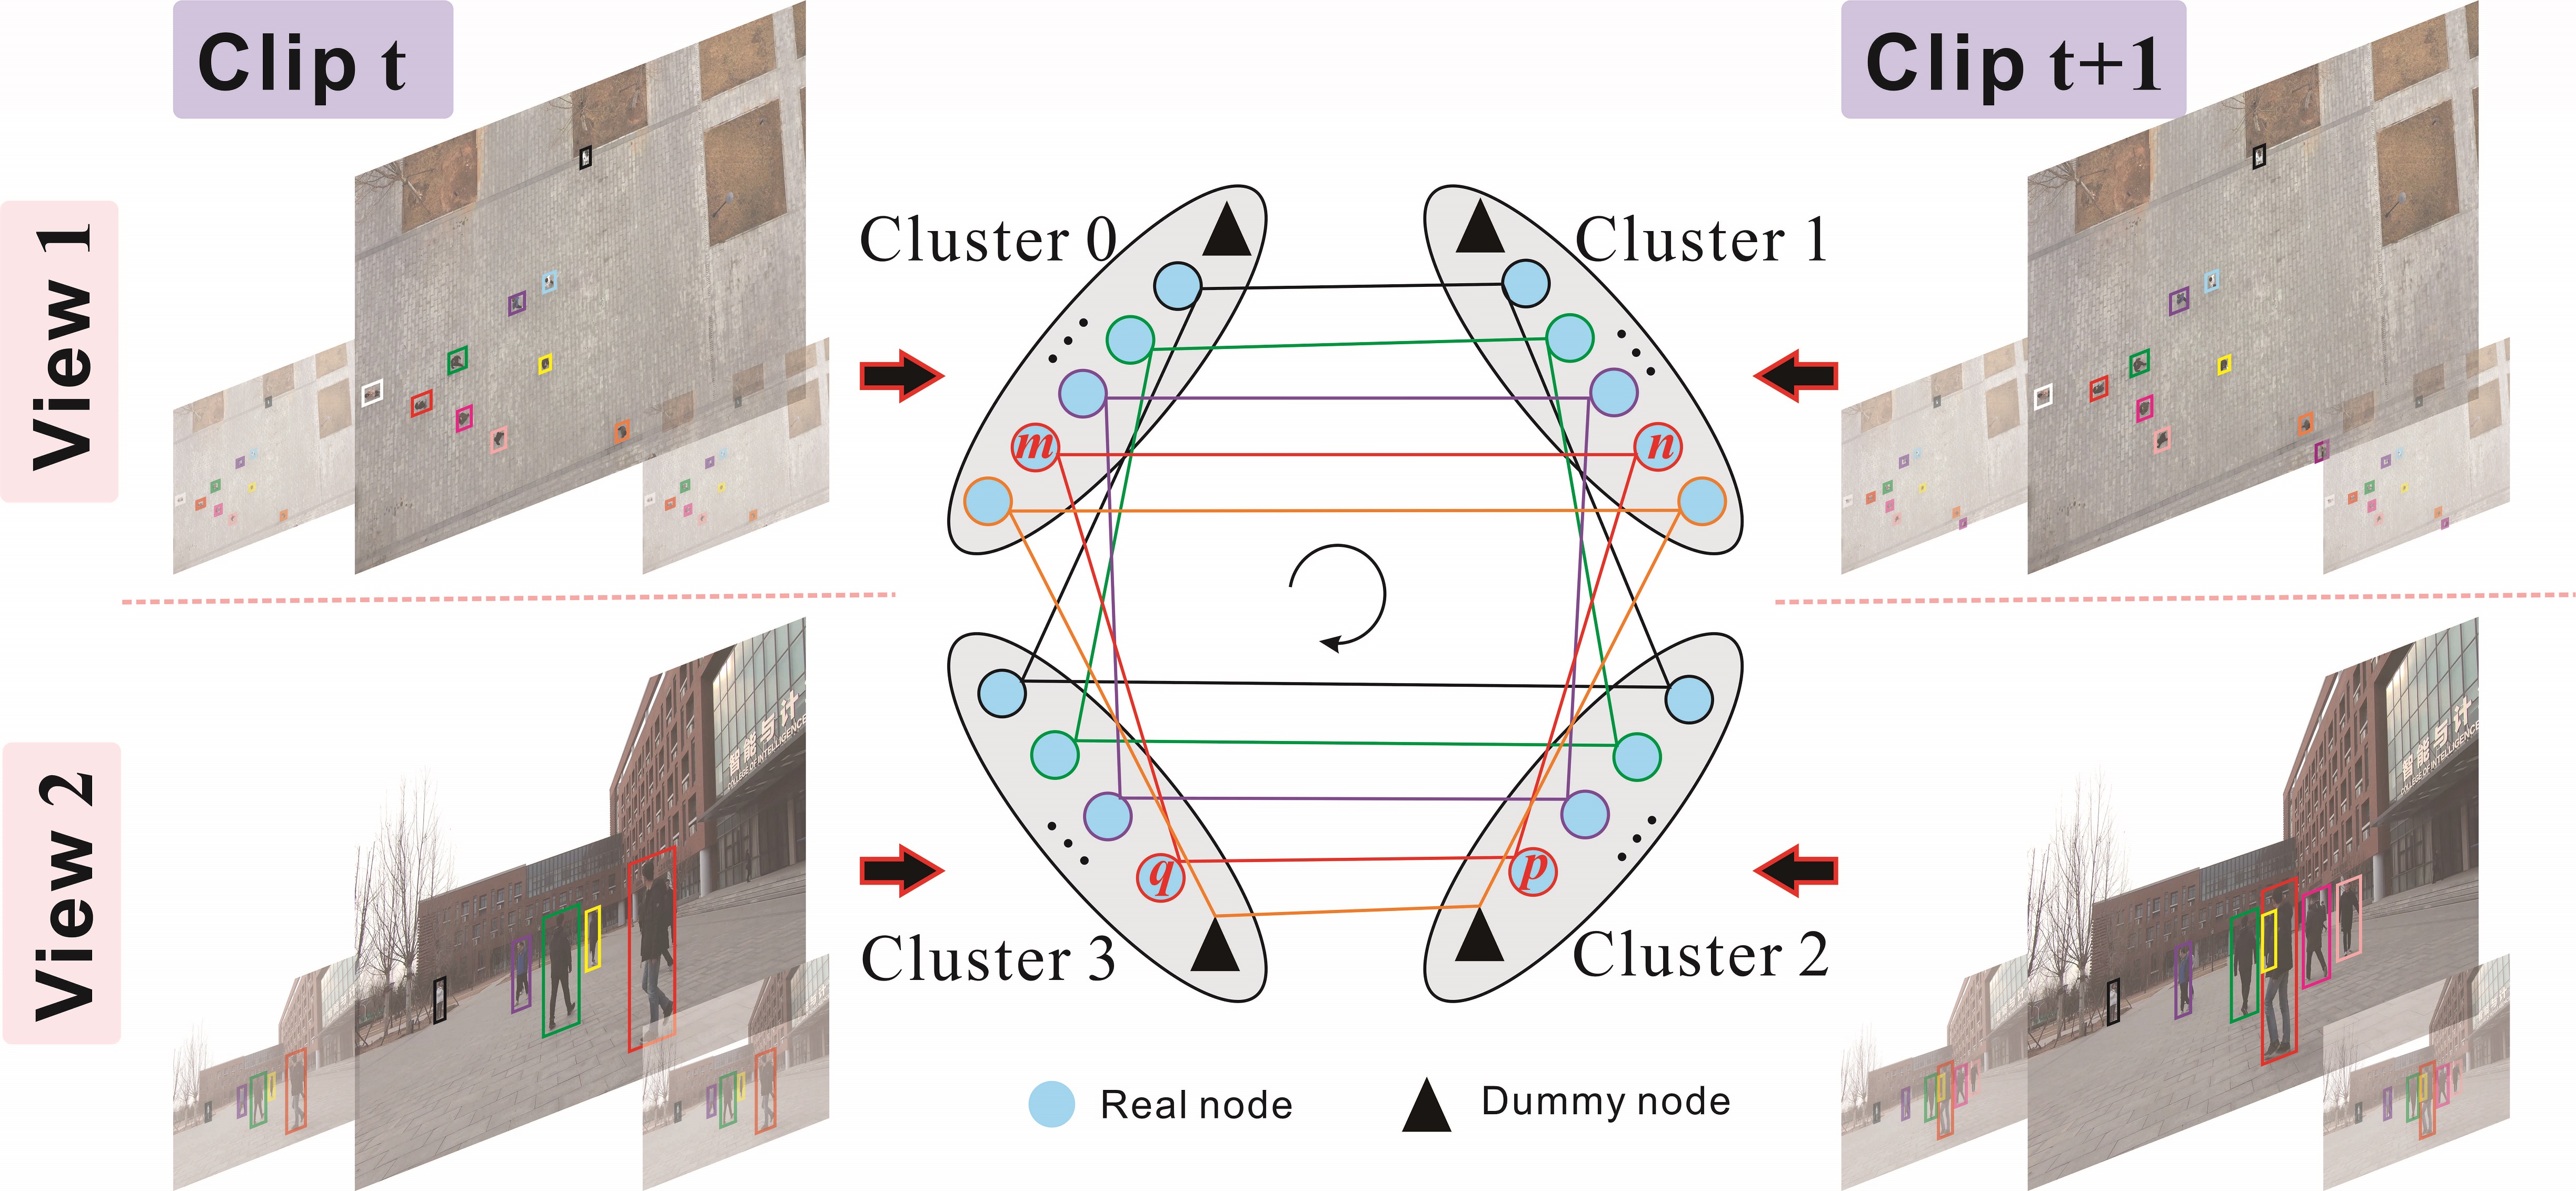 Clip t
Clip t+1
View 1
Cluster 0
Cluster 1
m
n
智能与计
COLLEGE OF INTELLIGENCE
智能与计
COLLEGE OF INTELLIGENCE
View 2
q
p
Cluster 3
Cluster 2
Real node
Dummy node